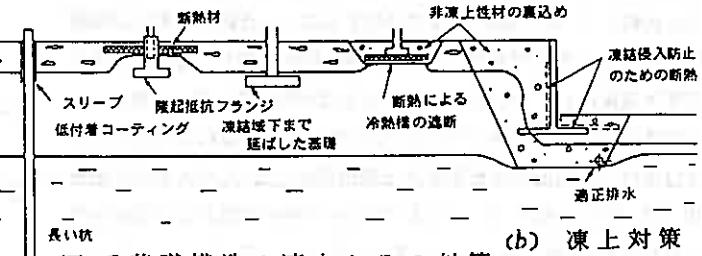 断熱材
非凍上性材の裏込め
凍結侵入防止
のための断熱
スリーブ
隆起抵抗フランジ
断熱による
冷熱橋の遮断
低付着コーティング
凍結域下まで
延ばした基礎
適正排水
長い杭
(b) 凍上対策